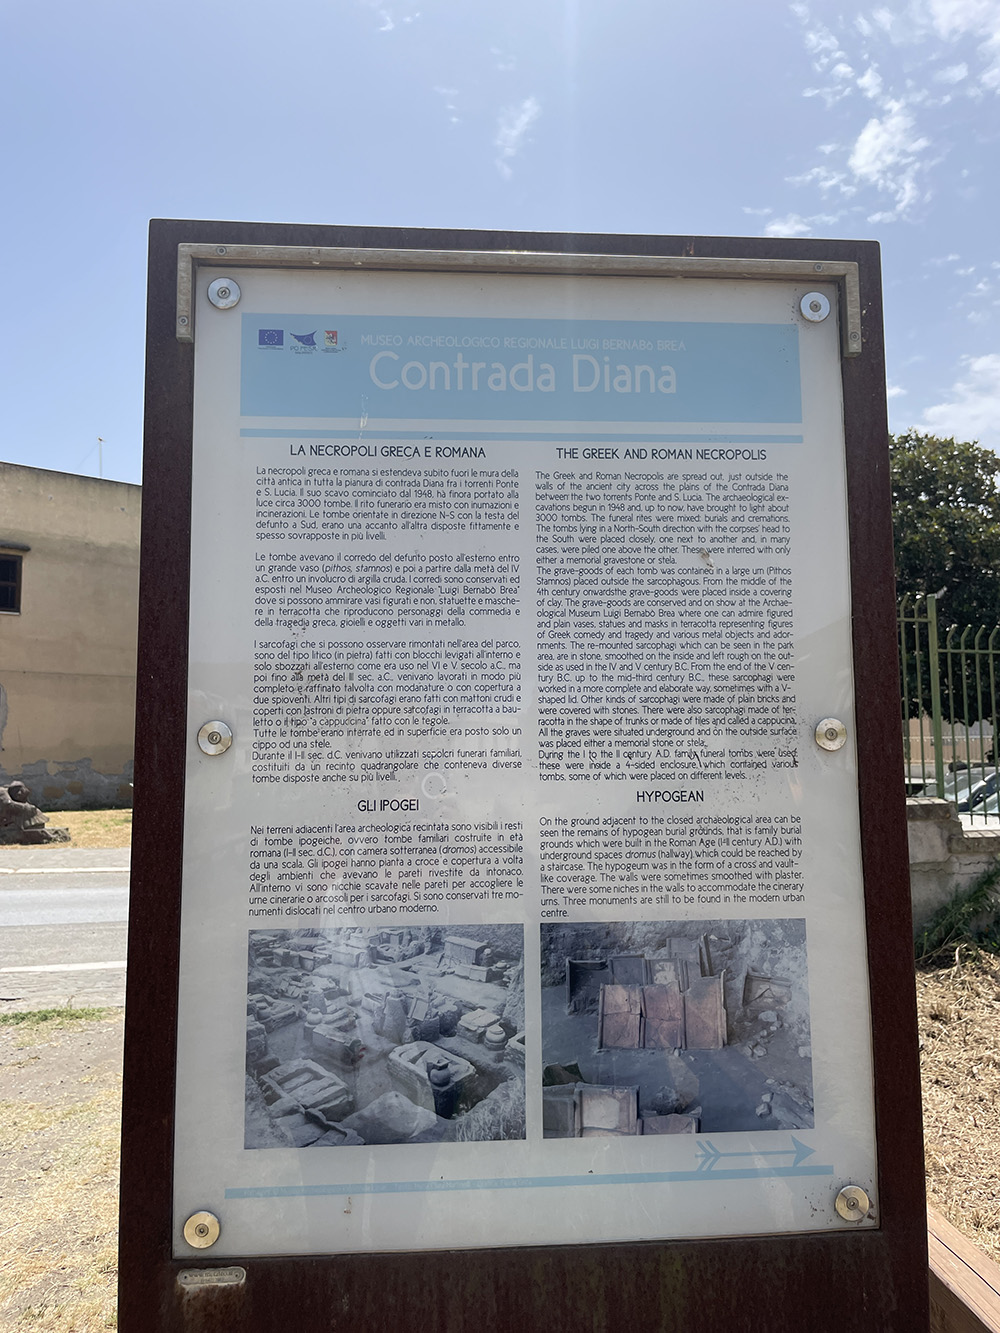 MUSEO ARCHEOLOGICO REGIONALE LUIGI BERNABò BREA
Contrada Diana
LA NECROPOLI GRECA E ROMANA
La necropoli greca e romana si estendeva subito fuori le mura della
città antica in tutta la pianura di contrada Diana fra i torrenti Ponte
e S. Lucia. Il suo scavo cominciato dal 1948, ha finora portato alla
luce circa 3000 tombe. Il rito funerario era misto con inumazioni e
incinerazioni. Le tombe orientate in direzione N-S con la testa del
defunto a Sud, erano una accanto all'altra disposte fittamente e
spesso sovrapposte in più livelli.
Le tombe avevano il corredo del defunto posto all'esterno entro
un grande vaso (pithos, stamnos) e poi a partire dalla metà del IV
a.C. entro un involucro di argilla cruda. I corredi sono conservati ed
esposti nel Museo Archeologico Regionale "Luigi Bernabò Brea"
dove si possono ammirare vasi figurati e non, statuette e masche-
re in terracotta che riproducono personaggi della commedia e
della tragedia greca, gioielli e oggetti vari in metallo.
I sarcofagi che si possono osservare rimontati nell'area del parco,
sono del tipo litico (in pietra) fatti con blocchi levigati all'interno e
solo sbozzati all'esterno come era uso nel VI e V. secolo a.C., ma
poi fino alla metà del III sec. a.C., venivano lavorati in modo più
completo e raffinato talvolta con modanature o con copertura a
due spioventi. Altri tipi di sarcofagi erano fatti con mattoni crudi e
coperti con lastroni di pietra oppure sarcofagi in terracotta a bau-
letto o il tipo "a cappuccina" fatto con le tegole.
Tutte le tombe erano interrate ed in superficie era posto solo un
cippo od una stele.
Durante il I-II sec. d.C. venivano utilizzati sepolcri funerari familiari,
costituiti da un recinto quadrangolare che conteneva diverse
tombe disposte anche su più livelli.
GLI IPOGEI
Nei terreni adiacenti l'area archeologica recintata sono visibili i resti
di tombe ipogeiche, ovvero tombe familiari costruite in età
romana (I-II sec. d.C.), con camera sotterranea (dromos) accessibile
da una scala. Gli ipogei hanno pianta a croce e copertura a volta
degli ambienti che avevano le pareti rivestite da intonaco.
All'interno vi sono nicchie scavate nelle pareti per accogliere le
urne cinerarie o arcosoli per i sarcofagi. Si sono conservati tre mo-
numenti dislocati nel centro urbano moderno.
THE GREEK AND ROMAN NECROPOLIS
The Greek and Roman Necropolis are spread out, just outside the
walls of the ancient city across the plains of the Contrada Diana
between the two torrents Ponte and S. Lucia. The archaeological ex-
cavations begun in 1948 and, up to now, have brought to light about
3000 tombs. The funeral rites were mixed: burials and cremations.
The tombs lying in a North-South direction with the corpses' head to
the South were placed closely, one next to another and, in many
cases, were piled one above the other. These were interred with only
either a memorial gravestone or stela.
The grave-goods of each tomb was contained in a large urn (Pithos
Stamnos) placed outside the sarcophagous. From the middle of the
4th century onwardsthe grave-goods were placed inside a covering
of clay. The grave-goods are conserved and on show at the Archae-
ological Museum Luigi Bernabò Brea where one can admire figured
and plain vases, statues and masks in terracotta representing figures
of Greek comedy and tragedy and various metal objects and ador-
nments. The re-mounted sarcophagi which can be seen in the park
area, are in stone, smoothed on the inside and left rough on the out-
side as used in the IV and V century B.C. From the end of the V cen-
tury B.C. up to the mid-third century B.C., these sarcophagi were
worked in a more complete and elaborate way, sometimes with a V-
shaped lid. Other kinds of sarcophagi were made of plain bricks and
were covered with stones. There were also sarcophagi made of ter-
racotta in the shape of trunks or made of tiles and called a cappucina.
All the graves were situated underground and on the outside surface
was placed either a memorial stone or stela.
During the I to the II century A.D. family funeral tombs were used,
these were inside a 4-sided enclosure, which contained various
tombs, some of which were placed on different levels.
HYPOGEAN
On the ground adjacent to the closed archaeological area can be
seen the remains of hypogean burial grounds, that is family burial
grounds which were built in the Roman Age (I-II century A.D.) with
underground spaces dromus (hallway), which could be reached by
a staircase. The hypogeum was in the form of a cross and vault-
like coverage. The walls were sometimes smoothed with plaster.
There were some niches in the walls to accommodate the cinerary
urns. Three monuments are still to be found in the modern urban
centre.